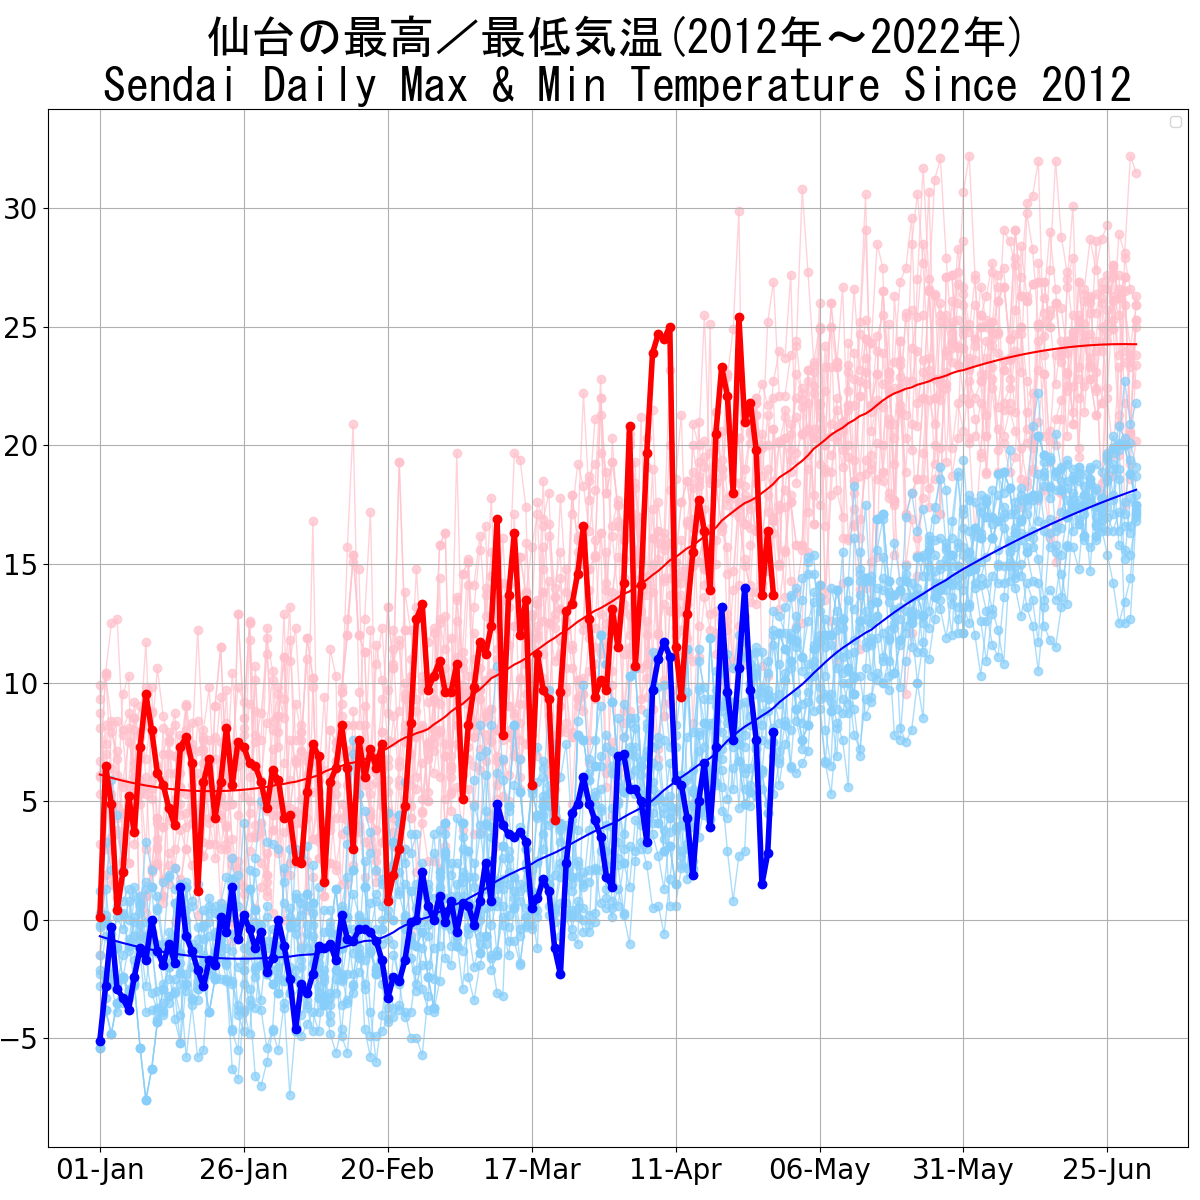 仙台の最高／最低気温(2012年～2022年)
Sendai Daily Max & Min Temperature Since 2012
30
25
20
15
10
5
0
−5
01-Jan 26-Jan 20-Feb 17-Mar 11-Apr 06-May 31-May 25-Jun